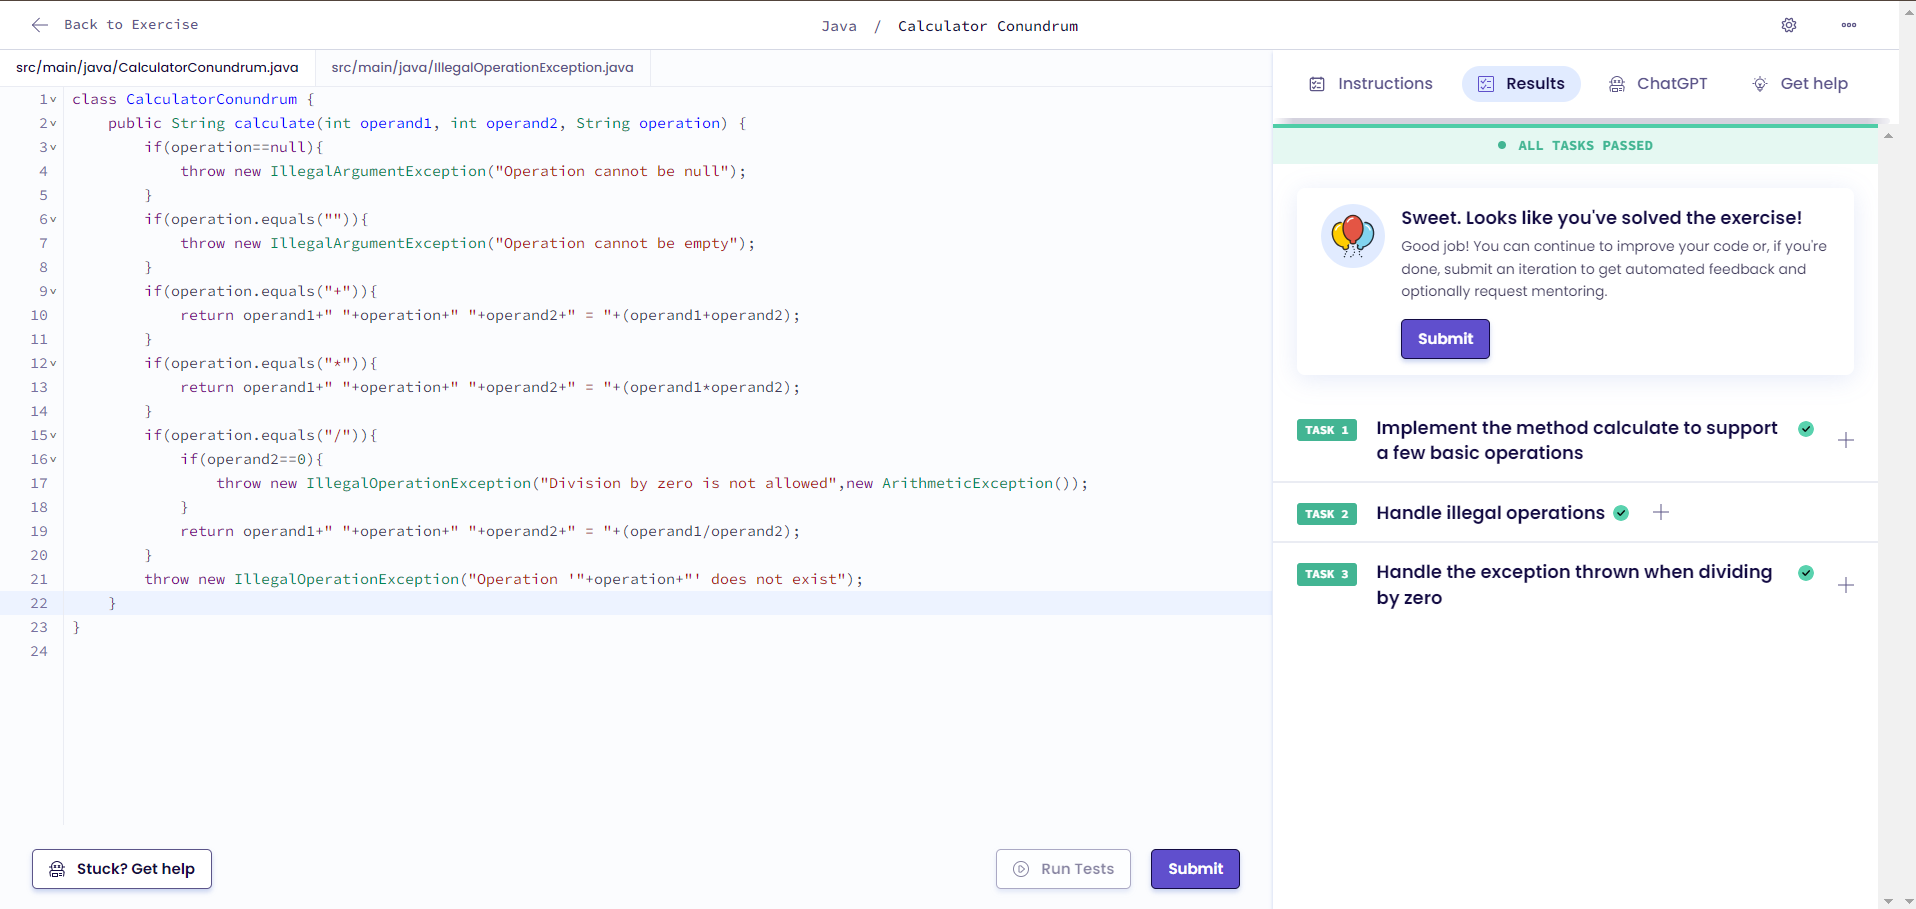 Back to Exercise
Java / Calculator Conundrum
src/main/java/CalculatorConundrum.java
src/main/java/IllegalOperationException.java
1 class CalculatorConundrum {
2     public String calculate(int operand1, int operand2, String operation) {
3         if(operation==null){
4             throw new IllegalArgumentException("Operation cannot be null");
5         }
6         if(operation.equals("")){
7             throw new IllegalArgumentException("Operation cannot be empty");
8         }
9         if(operation.equals("+")){
10             return operand1+" "+operation+" "+operand2+" = "+(operand1+operand2);
11         }
12         if(operation.equals("*")){
13             return operand1+" "+operation+" "+operand2+" = "+(operand1*operand2);
14         }
15         if(operation.equals("/")){
16             if(operand2==0){
17                 throw new IllegalOperationException("Division by zero is not allowed",new ArithmeticException());
18             }
19             return operand1+" "+operation+" "+operand2+" = "+(operand1/operand2);
20         }
21         throw new IllegalOperationException("Operation '"+operation+"' does not exist");
22     }
23 }
24
Stuck? Get help
Run Tests
Submit
Instructions
Results
ChatGPT
Get help
ALL TASKS PASSED
Sweet. Looks like you've solved the exercise!
Good job! You can continue to improve your code or, if you're
done, submit an iteration to get automated feedback and
optionally request mentoring.
Submit
TASK 1
Implement the method calculate to support
a few basic operations
TASK 2
Handle illegal operations
TASK 3
Handle the exception thrown when dividing
by zero